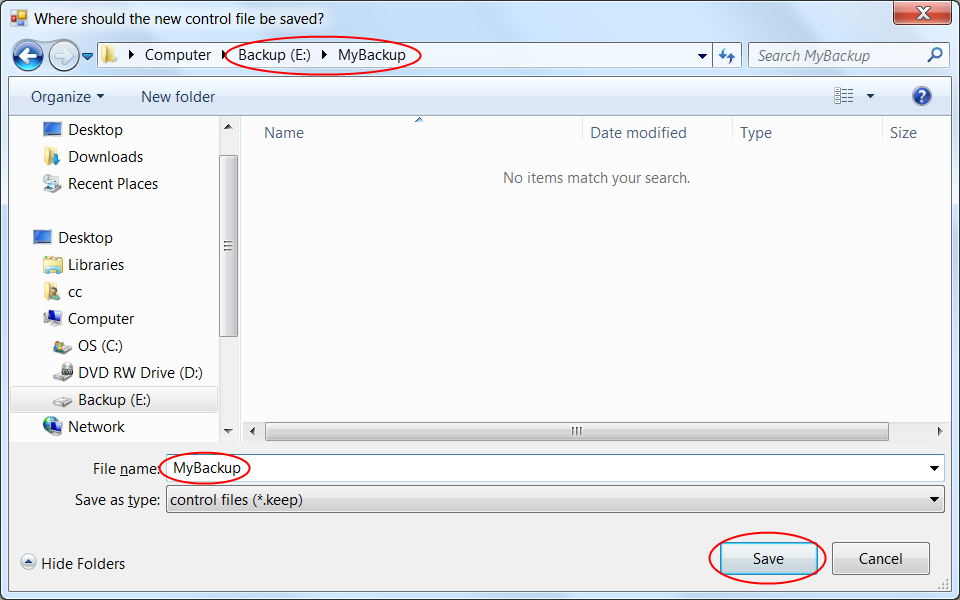 Where should the new control file be saved?
Computer Backup (E:) MyBackup Search MyBackup
Organize New folder
Name Date modified Type Size
No items match your search.
Desktop
Downloads
Recent Places
Desktop
Libraries
cc
Computer
OS (C:)
DVD RW Drive (D:)
Backup (E:)
Network
File name: MyBackup
Save as type: control files (*.keep)
Hide Folders Save Cancel